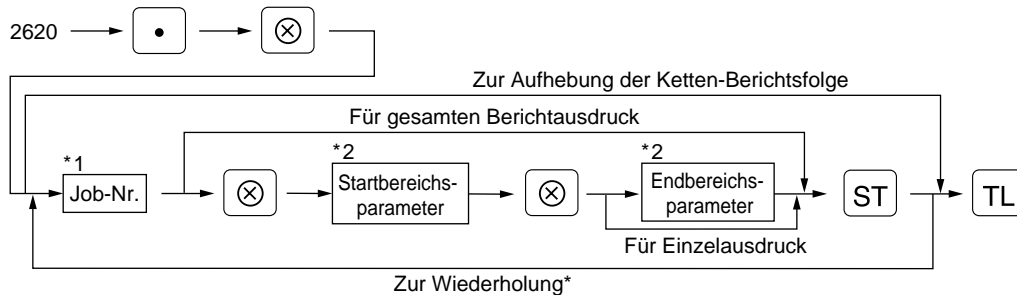 2620
Zur Aufhebung der Ketten-Berichtsfolge
Für gesamten Berichtausdruck
*1
*2
*2
Job-Nr.
Startbereichs-
parameter
Endbereichs-
parameter
ST
TL
Für Einzelausdruck
Zur Wiederholung*